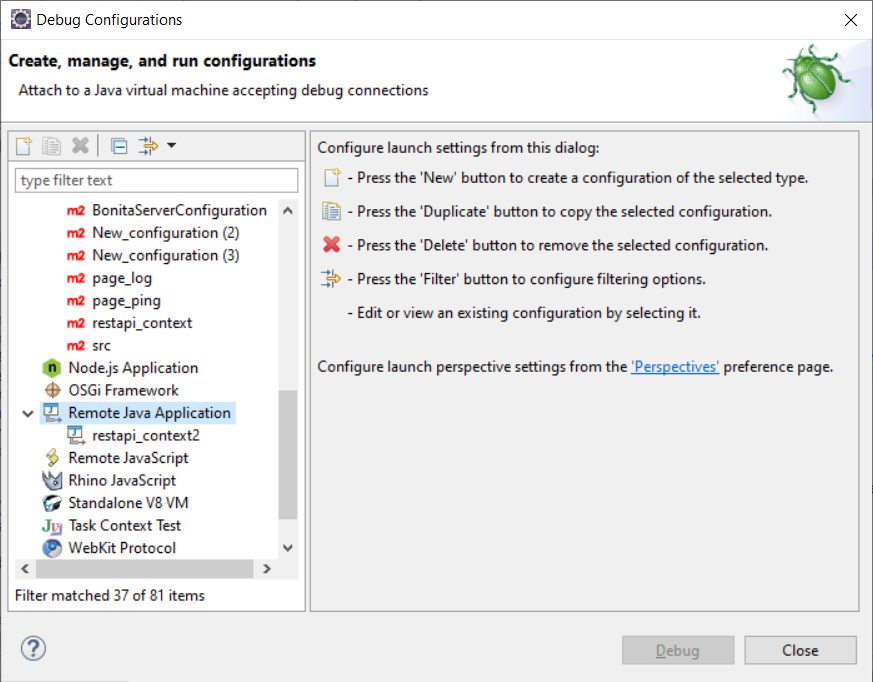 Debug Configurations
Create, manage, and run configurations
Attach to a Java virtual machine accepting debug connections
type filter text
m2 BonitaServerConfiguration
m2 New_configuration (2)
m2 New_configuration (3)
m2 page_log
m2 page_ping
m2 restapi_context
m2 src
n Node.js Application
OSGi Framework
Remote Java Application
restapi_context2
Remote JavaScript
Rhino JavaScript
Standalone V8 VM
Ju Task Context Test
WebKit Protocol
Filter matched 37 of 81 items
Configure launch settings from this dialog:
- Press the 'New' button to create a configuration of the selected type.
- Press the 'Duplicate' button to copy the selected configuration.
- Press the 'Delete' button to remove the selected configuration.
- Press the 'Filter' button to configure filtering options.
- Edit or view an existing configuration by selecting it.
Configure launch perspective settings from the 'Perspectives' preference page.
?
Debug
Close